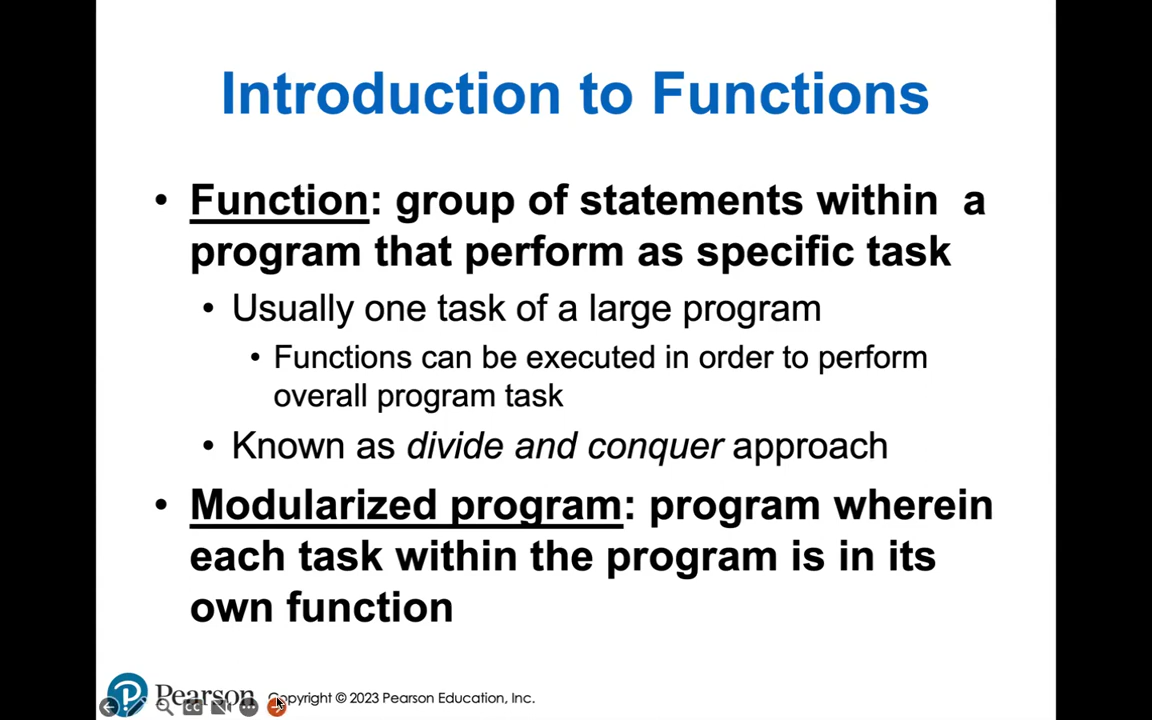 Introduction to Functions
• Function: group of statements within a
program that perform as specific task
• Usually one task of a large program
• Functions can be executed in order to perform
overall program task
• Known as divide and conquer approach
• Modularized program: program wherein
each task within the program is in its
own function
Pearson Copyright © 2023 Pearson Education, Inc.
CC